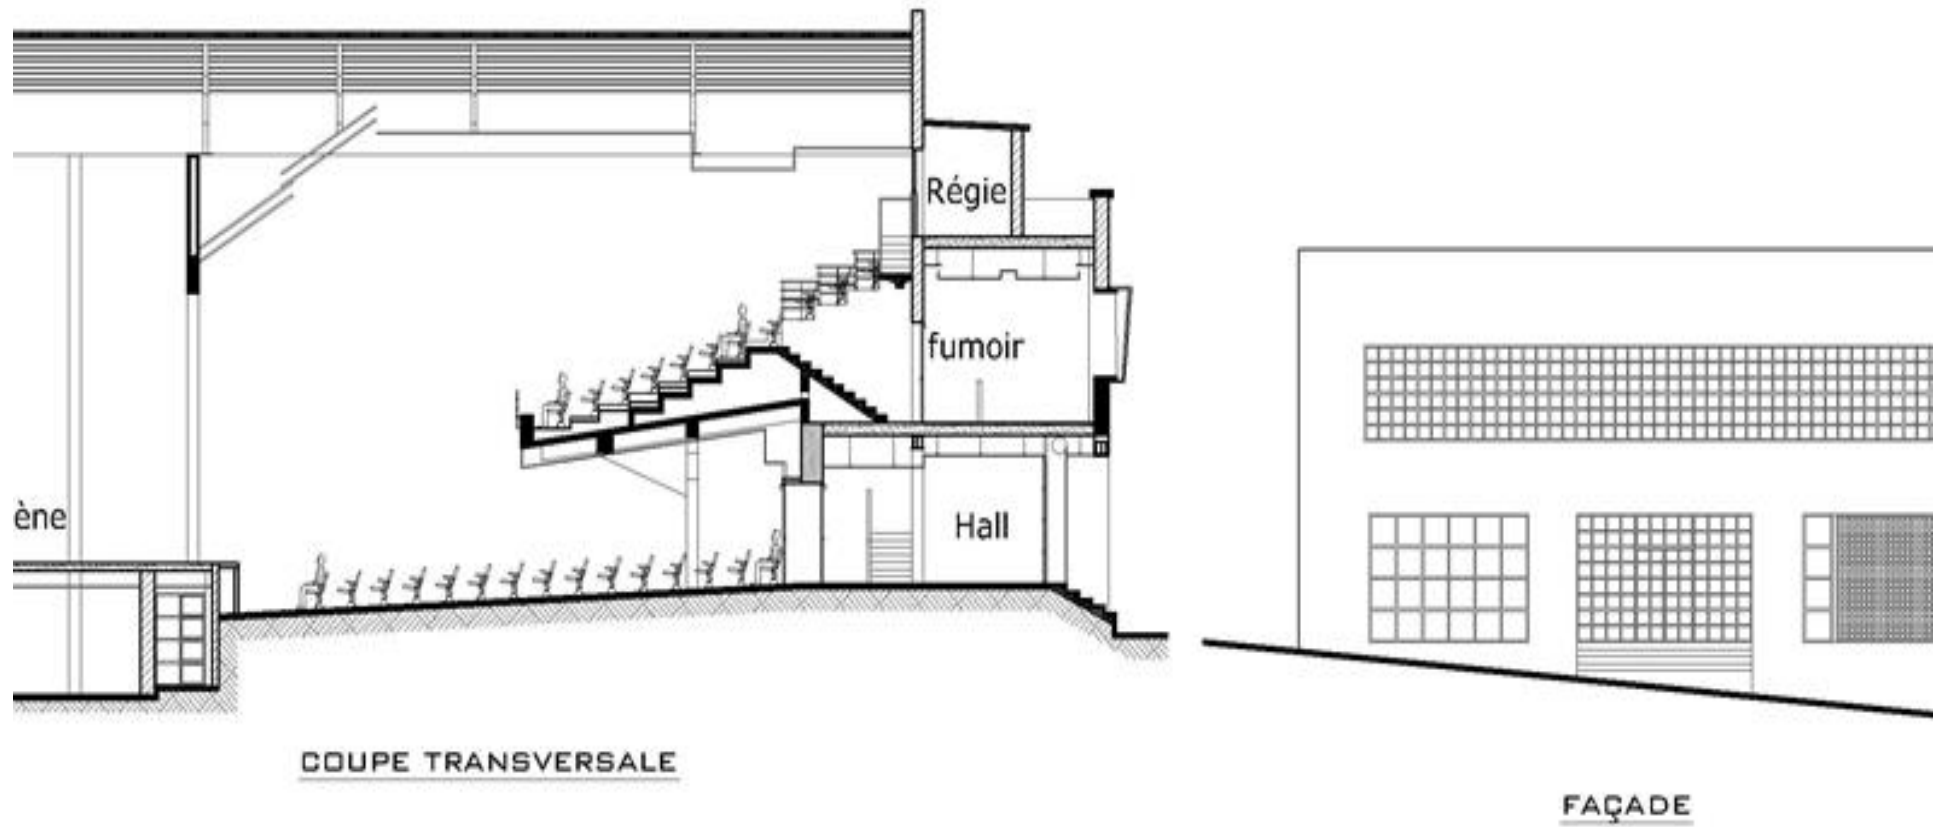 Régie
fumoir
ène
Hall
COUPE TRANSVERSALE
FAÇADE